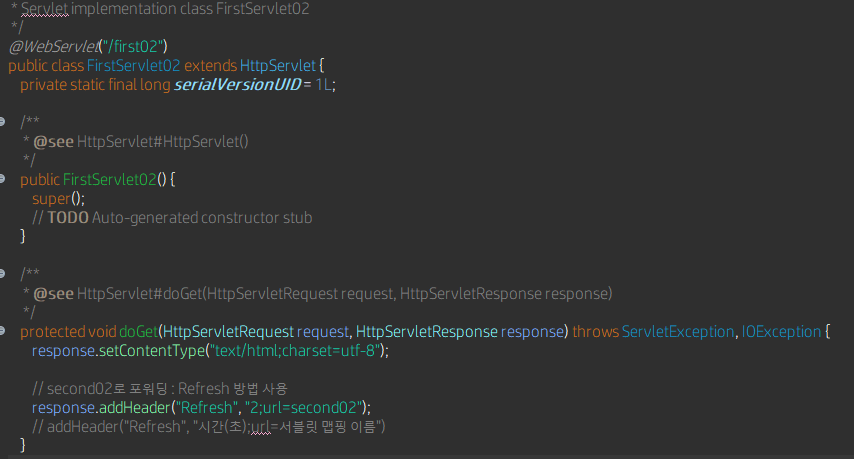 * Servlet implementation class FirstServlet02
*/
@WebServlet("/first02")
public class FirstServlet02 extends HttpServlet {
private static final long serialVersionUID = 1L;
/**
* @see HttpServlet#HttpServlet()
*/
public FirstServlet02() {
super();
// TODO Auto-generated constructor stub
}
/**
* @see HttpServlet#doGet(HttpServletRequest request, HttpServletResponse response)
*/
protected void doGet(HttpServletRequest request, HttpServletResponse response) throws ServletException, IOException {
response.setContentType("text/html;charset=utf-8");
// second02로 포워딩 : Refresh 방법 사용
response.addHeader("Refresh", "2;url=second02");
// addHeader("Refresh", "시간(초);url=서블릿 맵핑 이름")
}